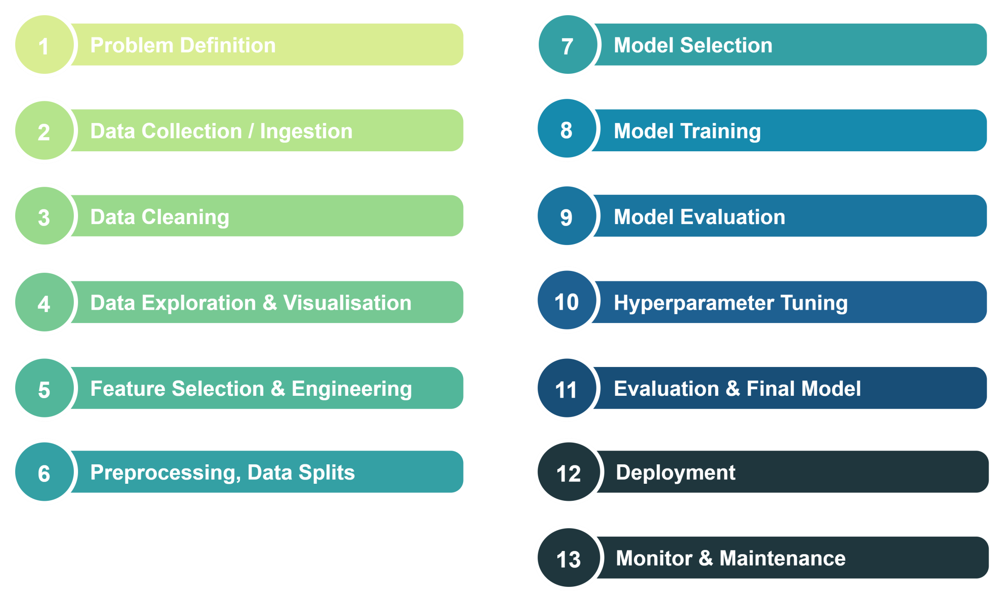 1 Problem Definition
2 Data Collection / Ingestion
3 Data Cleaning
4 Data Exploration & Visualisation
5 Feature Selection & Engineering
6 Preprocessing, Data Splits
7 Model Selection
8 Model Training
9 Model Evaluation
10 Hyperparameter Tuning
11 Evaluation & Final Model
12 Deployment
13 Monitor & Maintenance